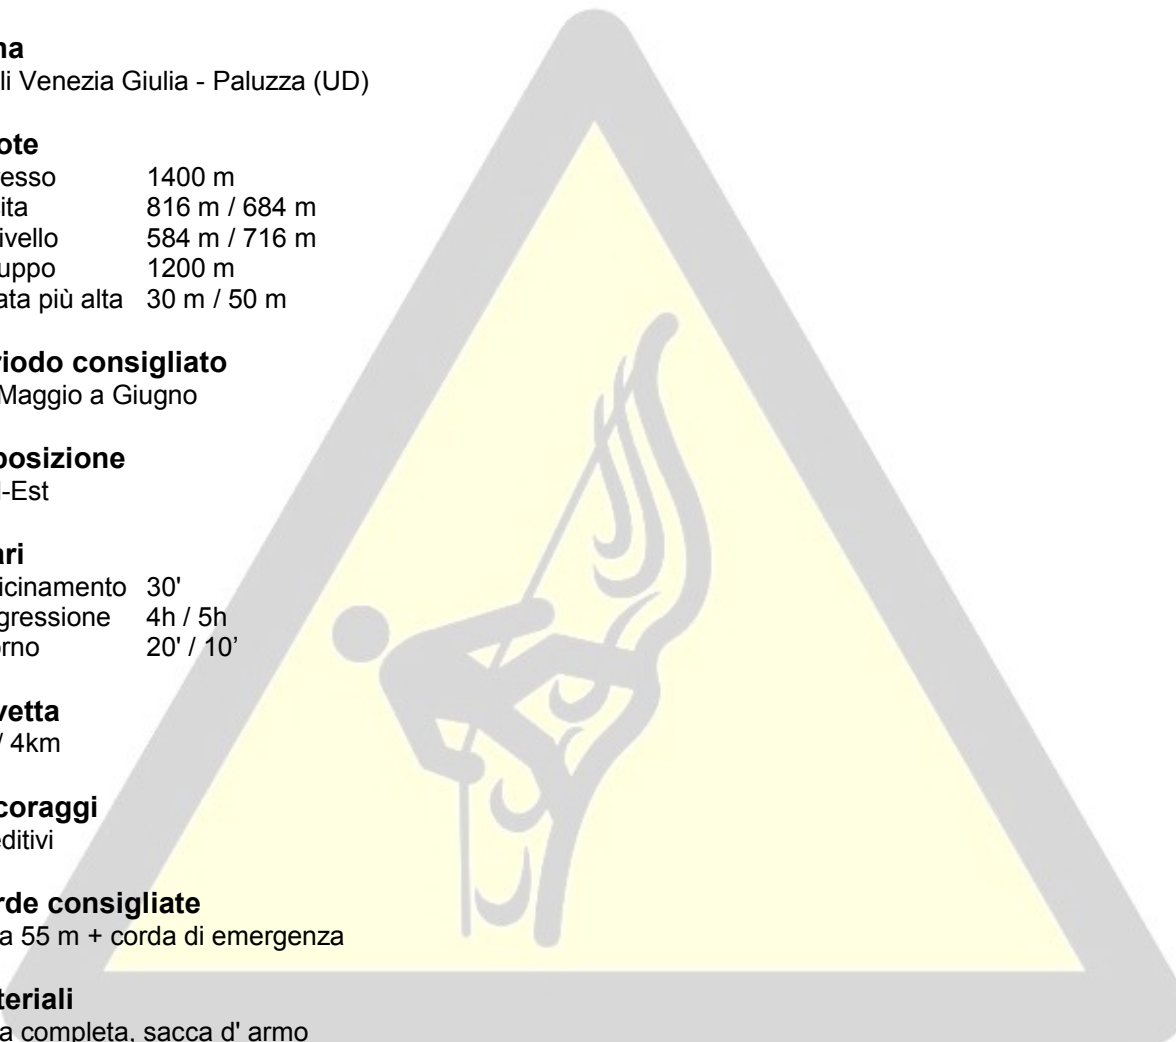 na
li Venezia Giulia - Paluzza (UD)
ote
esso 1400 m
ita 816 m / 684 m
ivello 584 m / 716 m
uppo 1200 m
ata più alta 30 m / 50 m
riodo consigliato
Maggio a Giugno
posizione
l-Est
ari
icinamento 30'
gressione 4h / 5h
orno 20' / 10’
vetta
/ 4km
coraggi
editivi
rde consigliate
a 55 m + corda di emergenza
teriali
a completa, sacca d' armo